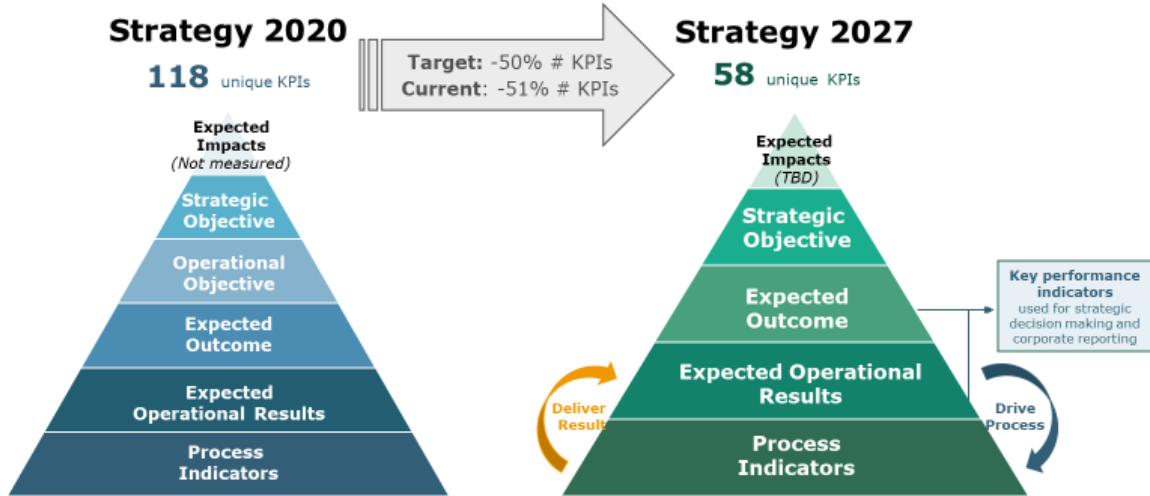 Strategy 2020
118 unique KPIs
Target: -50% # KPIs
Current: -51% # KPIs
Strategy 2027
58 unique KPIs
Expected
Impacts
(Not measured)
Strategic
Objective
Operational
Objective
Expected
Outcome
Expected
Operational Results
Process
Indicators
Expected
Impacts
(TBD)
Strategic
Objective
Expected
Outcome
Expected Operational
Results
Process
Indicators
Deliver
Result
Drive
Process
Key performance
indicators
used for strategic
decision making and
corporate reporting